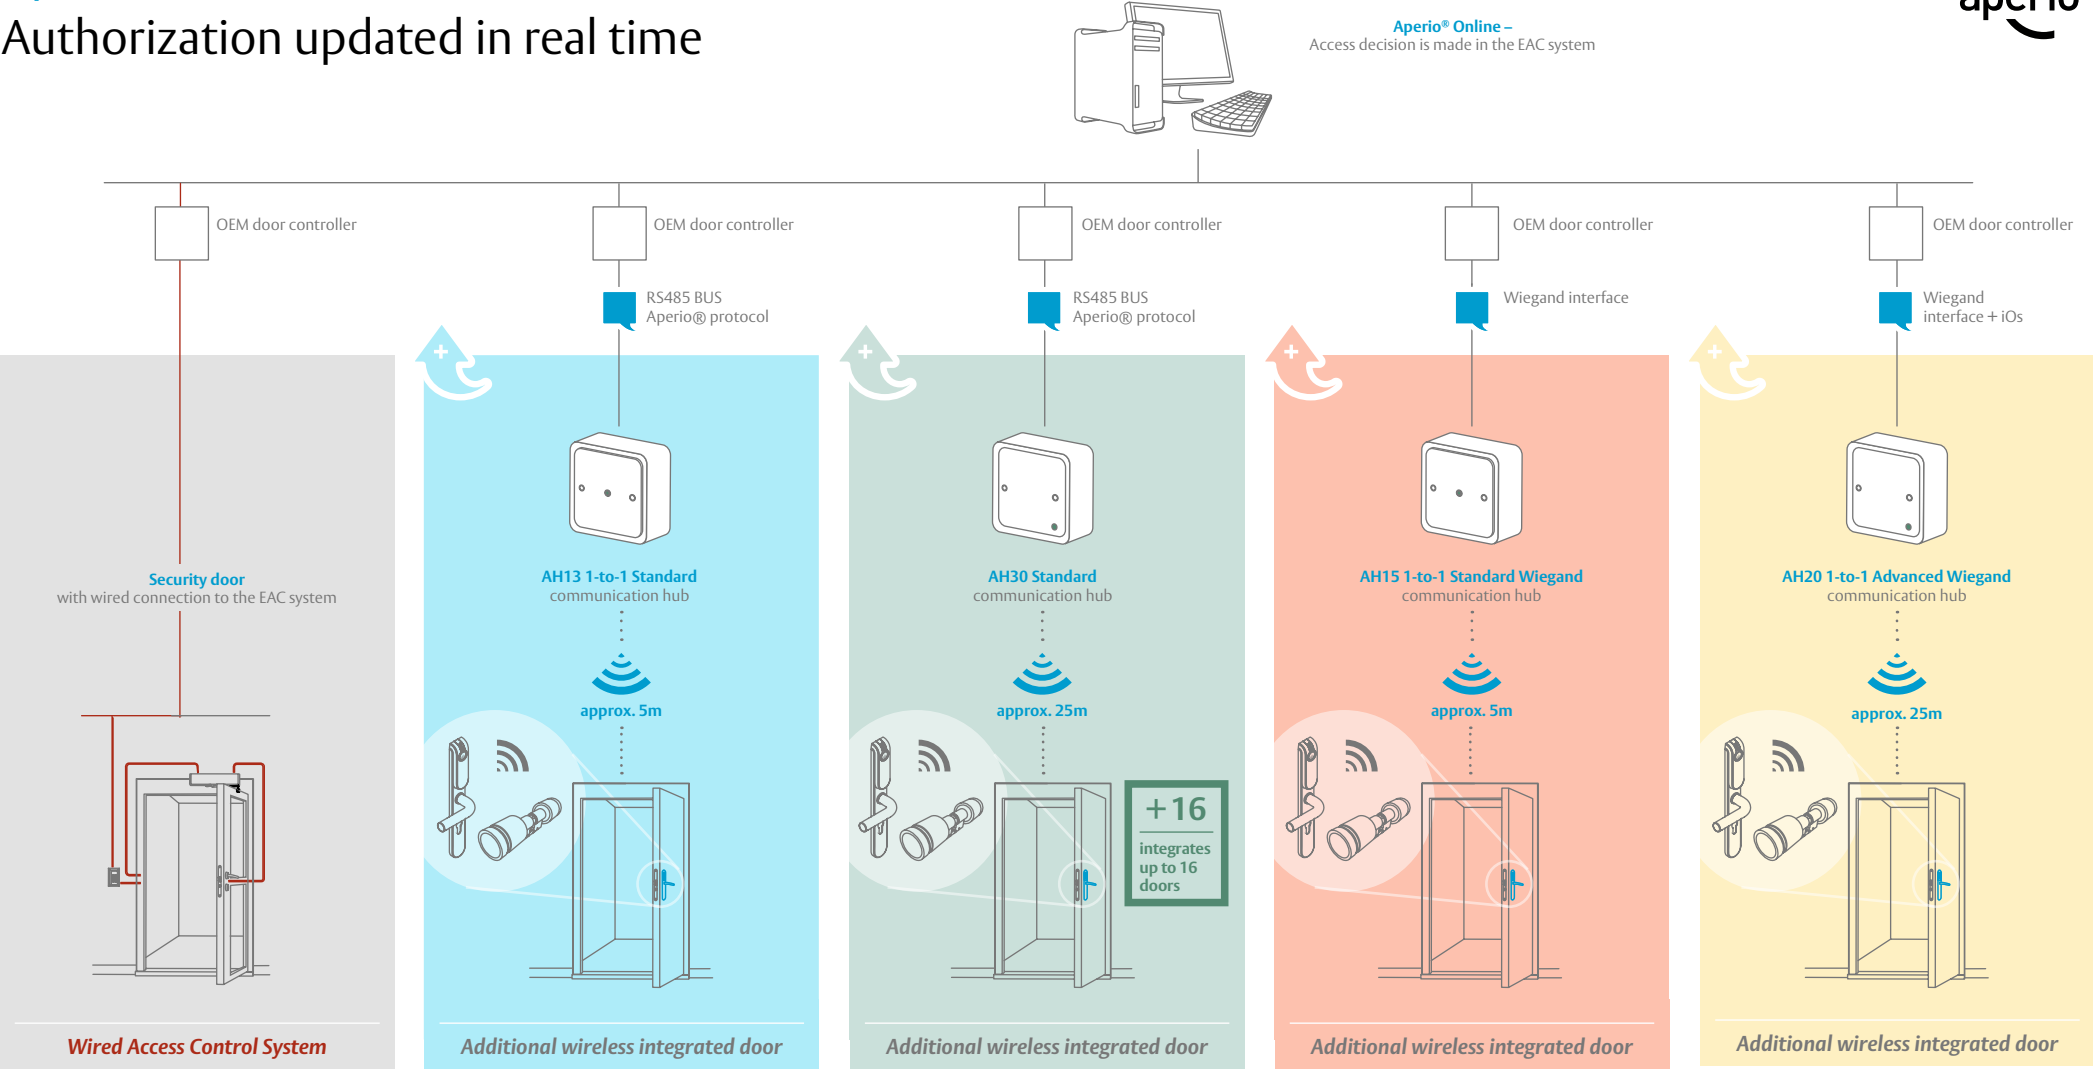 Authorization updated in real time
Aperio® Online –
Access decision is made in the EAC system
aperio
OEM door controller
OEM door controller
OEM door controller
OEM door controller
OEM door controller
RS485 BUS
Aperio® protocol
RS485 BUS
Aperio® protocol
Wiegand interface
Wiegand
interface + iOs
+
+
+
+
Security door
with wired connection to the EAC system
AH13 1-to-1 Standard
communication hub
AH30 Standard
communication hub
AH15 1-to-1 Standard Wiegand
communication hub
AH20 1-to-1 Advanced Wiegand
communication hub
approx. 5m
approx. 25m
approx. 5m
approx. 25m
+16
integrates
up to 16
doors
Wired Access Control System
Additional wireless integrated door
Additional wireless integrated door
Additional wireless integrated door
Additional wireless integrated door